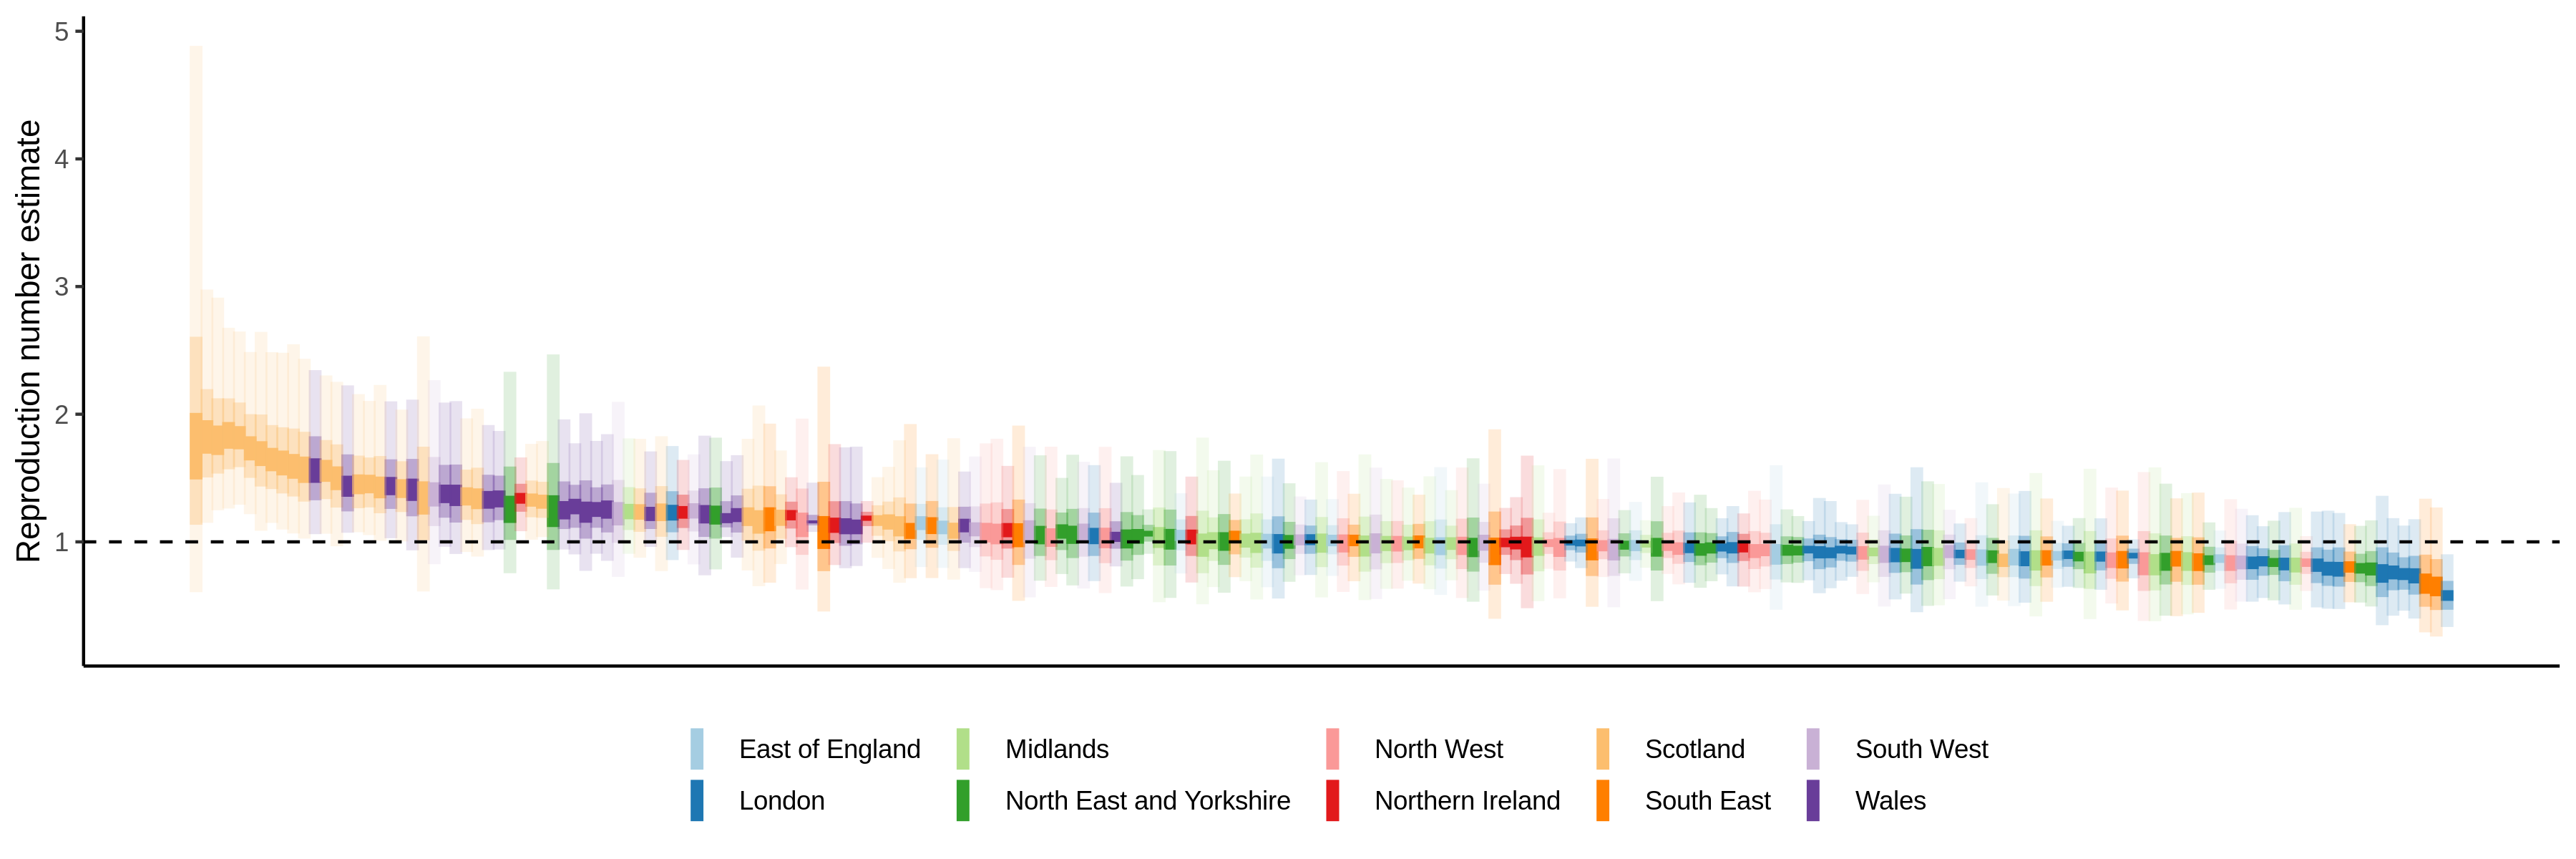 Reproduction number estimate
5
4
3
2
1
East of England
Midlands
North West
Scotland
South West
London
North East and Yorkshire
Northern Ireland
South East
Wales